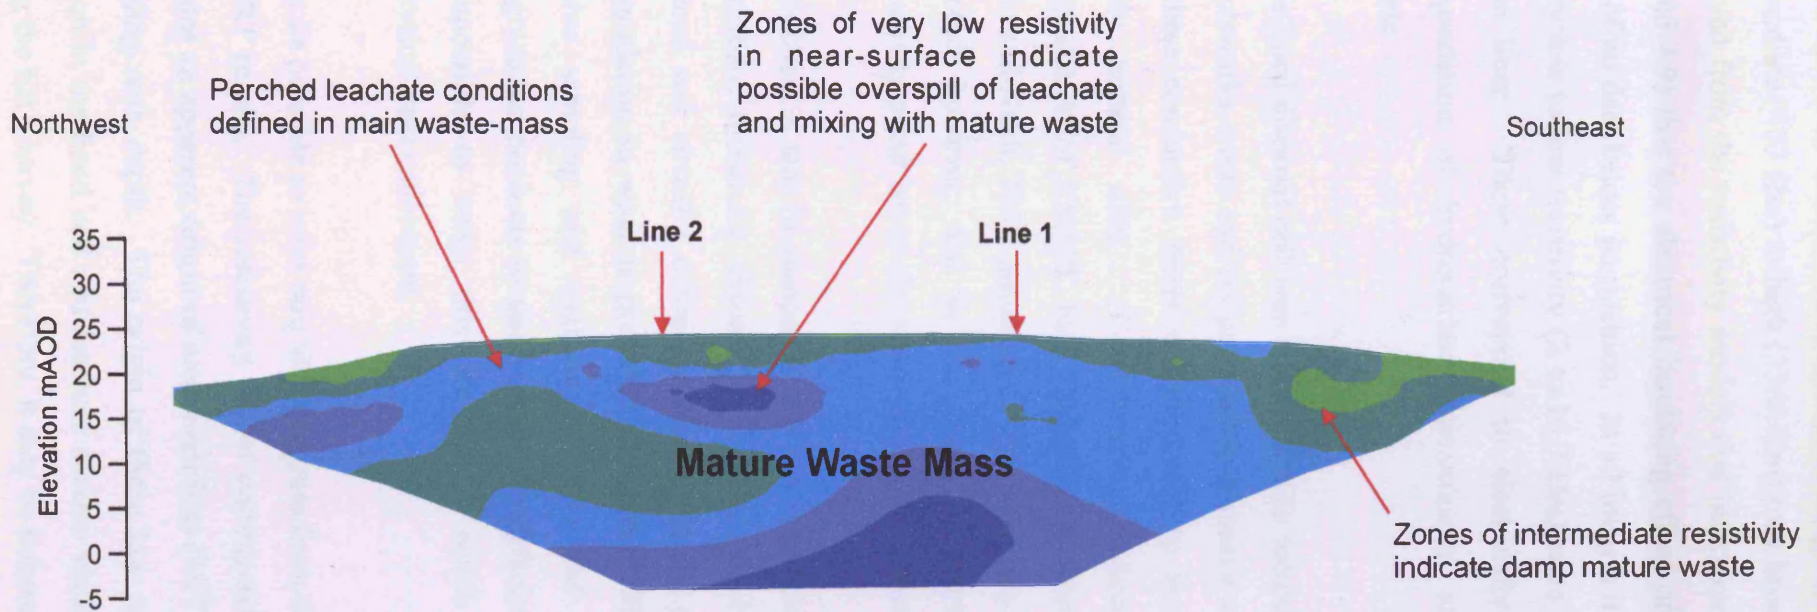 Zones of very low resistivity
in near-surface indicate
possible overspill of leachate
and mixing with mature waste
Perched leachate conditions
defined in main waste-mass
Northwest
Southeast
Line 2
Line 1
Elevation mAOD
35
30
25
20
15
10
5
0
-5
Mature Waste Mass
Zones of intermediate resistivity
indicate damp mature waste